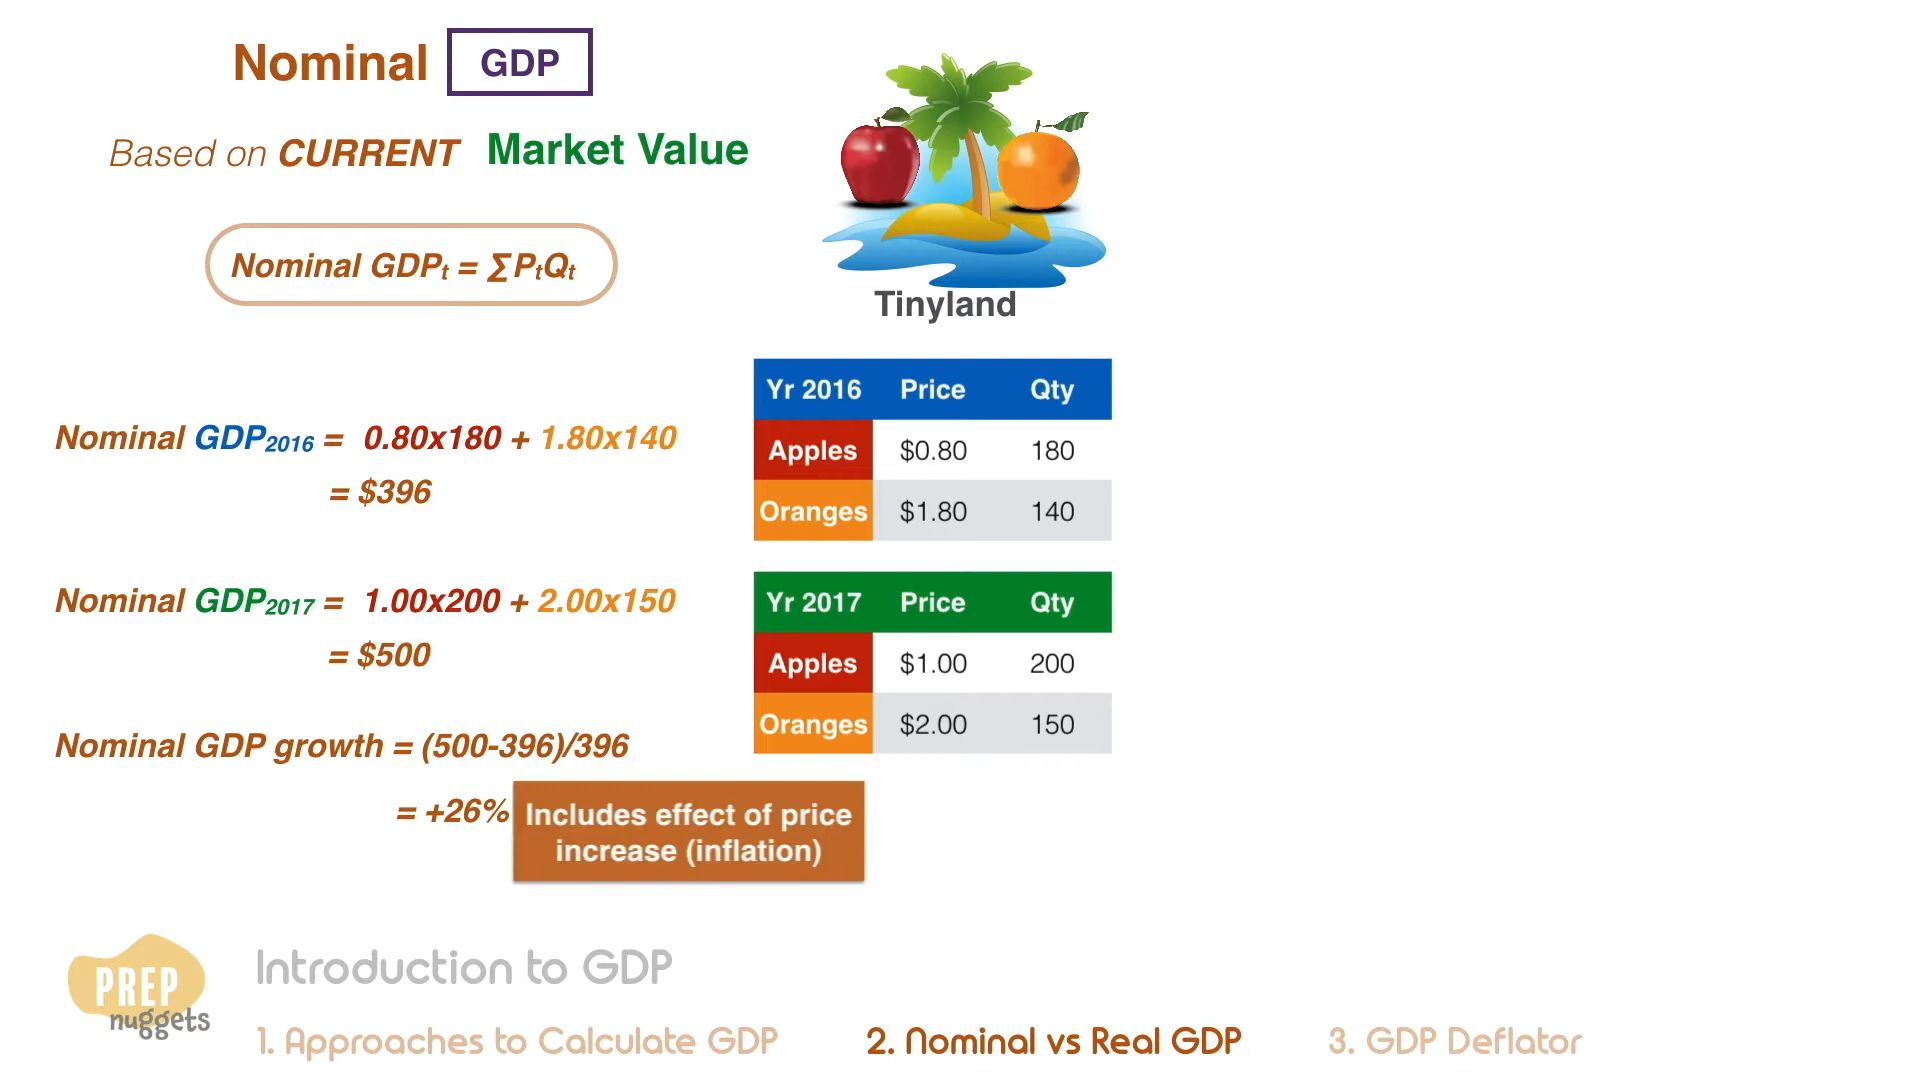 Nominal GDP
Based on CURRENT Market Value
Nominal GDPt = ∑PtQt
Tinyland
Nominal GDP2016 = 0.80x180 + 1.80x140
= $396
Yr 2016 Price Qty
Apples $0.80 180
Oranges $1.80 140
Nominal GDP2017 = 1.00x200 + 2.00x150
= $500
Yr 2017 Price Qty
Apples $1.00 200
Oranges $2.00 150
Nominal GDP growth = (500-396)/396
= +26%
Includes effect of price
increase (inflation)
PREP
nuggets
Introduction to GDP
1. Approaches to Calculate GDP 2. Nominal vs Real GDP 3. GDP Deflator